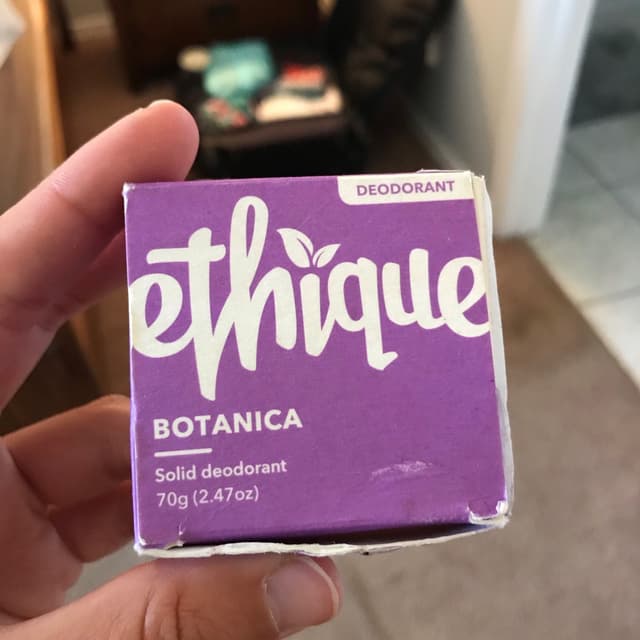 DEODORANT
ethique
BOTANICA
Solid deodorant
70g (2.47oz)